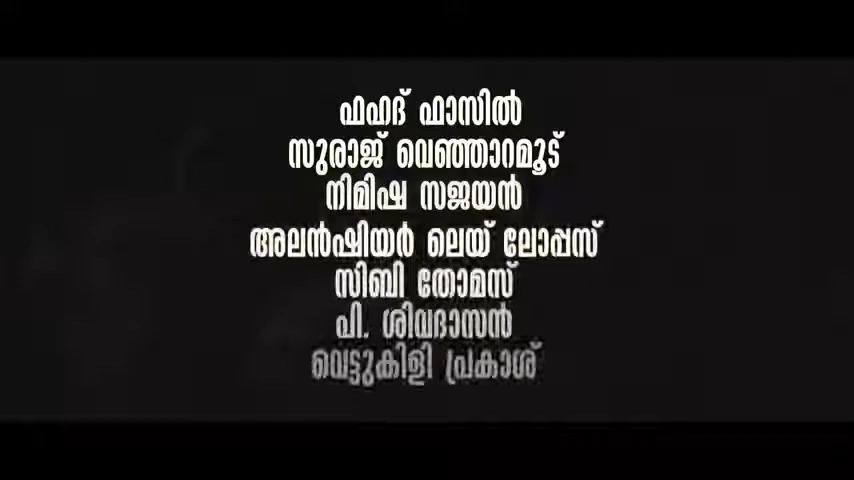 ഫഹദ് ഫാസിൽ
സുരാജ് വെഞ്ഞാറമൂട്
നിമിഷ സജയൻ
അലൻഷിയർ ലെയ് ലോപ്പസ്
സിബി തോമസ്
പി. ശിവദാസൻ
വെട്ടുകിളി പ്രകാശ്